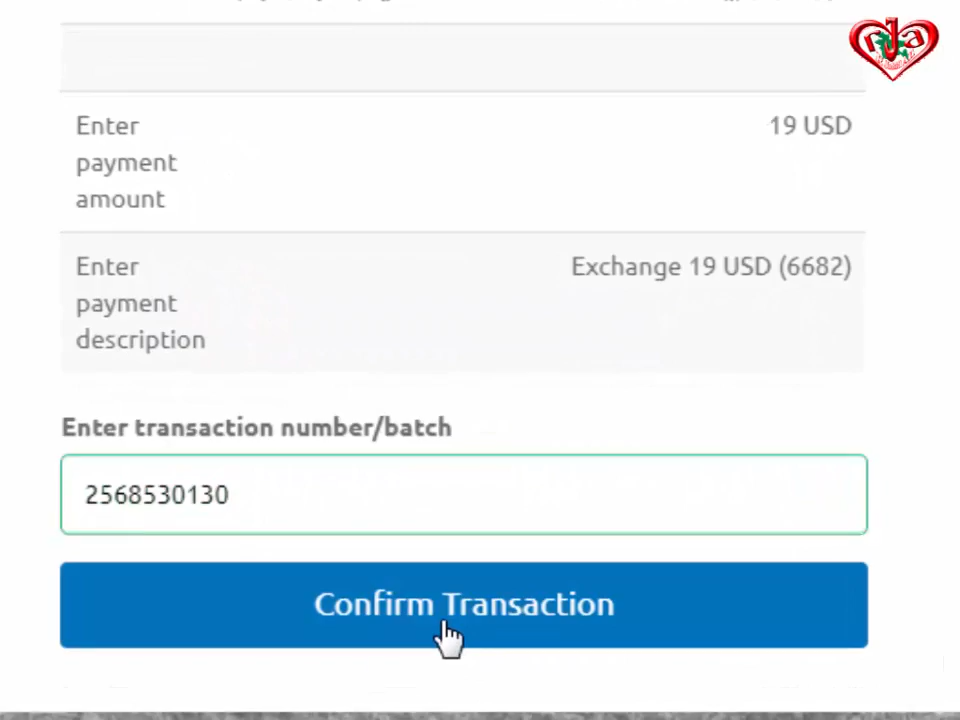 Enter
payment
amount
19 USD
Enter
payment
description
Exchange 19 USD (6682)
Enter transaction number/batch
2568530130
Confirm Transaction
rJa